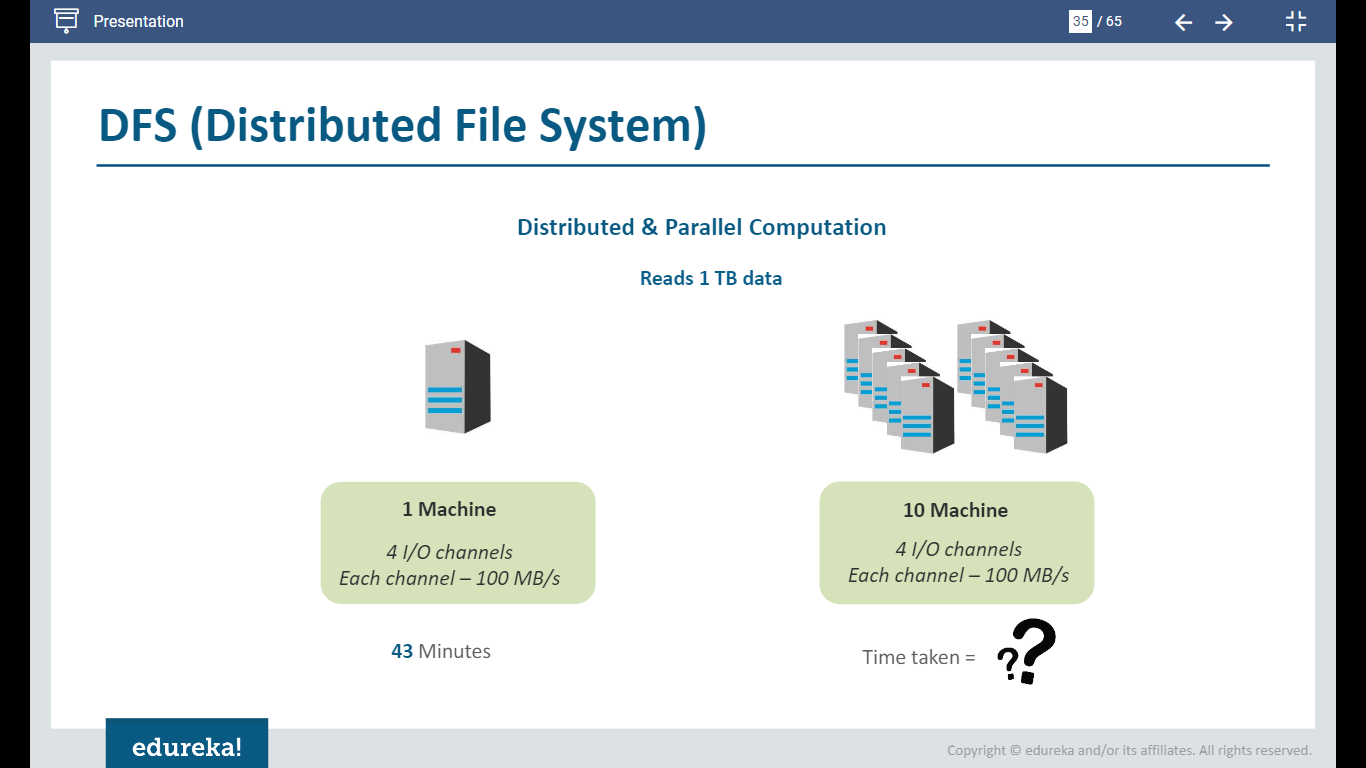 Presentation
35 / 65
DFS (Distributed File System)
Distributed & Parallel Computation
Reads 1 TB data
1 Machine
4 I/O channels
Each channel – 100 MB/s
43 Minutes
10 Machine
4 I/O channels
Each channel – 100 MB/s
Time taken = ??
edureka!
Copyright © edureka and/or its affiliates. All rights reserved.